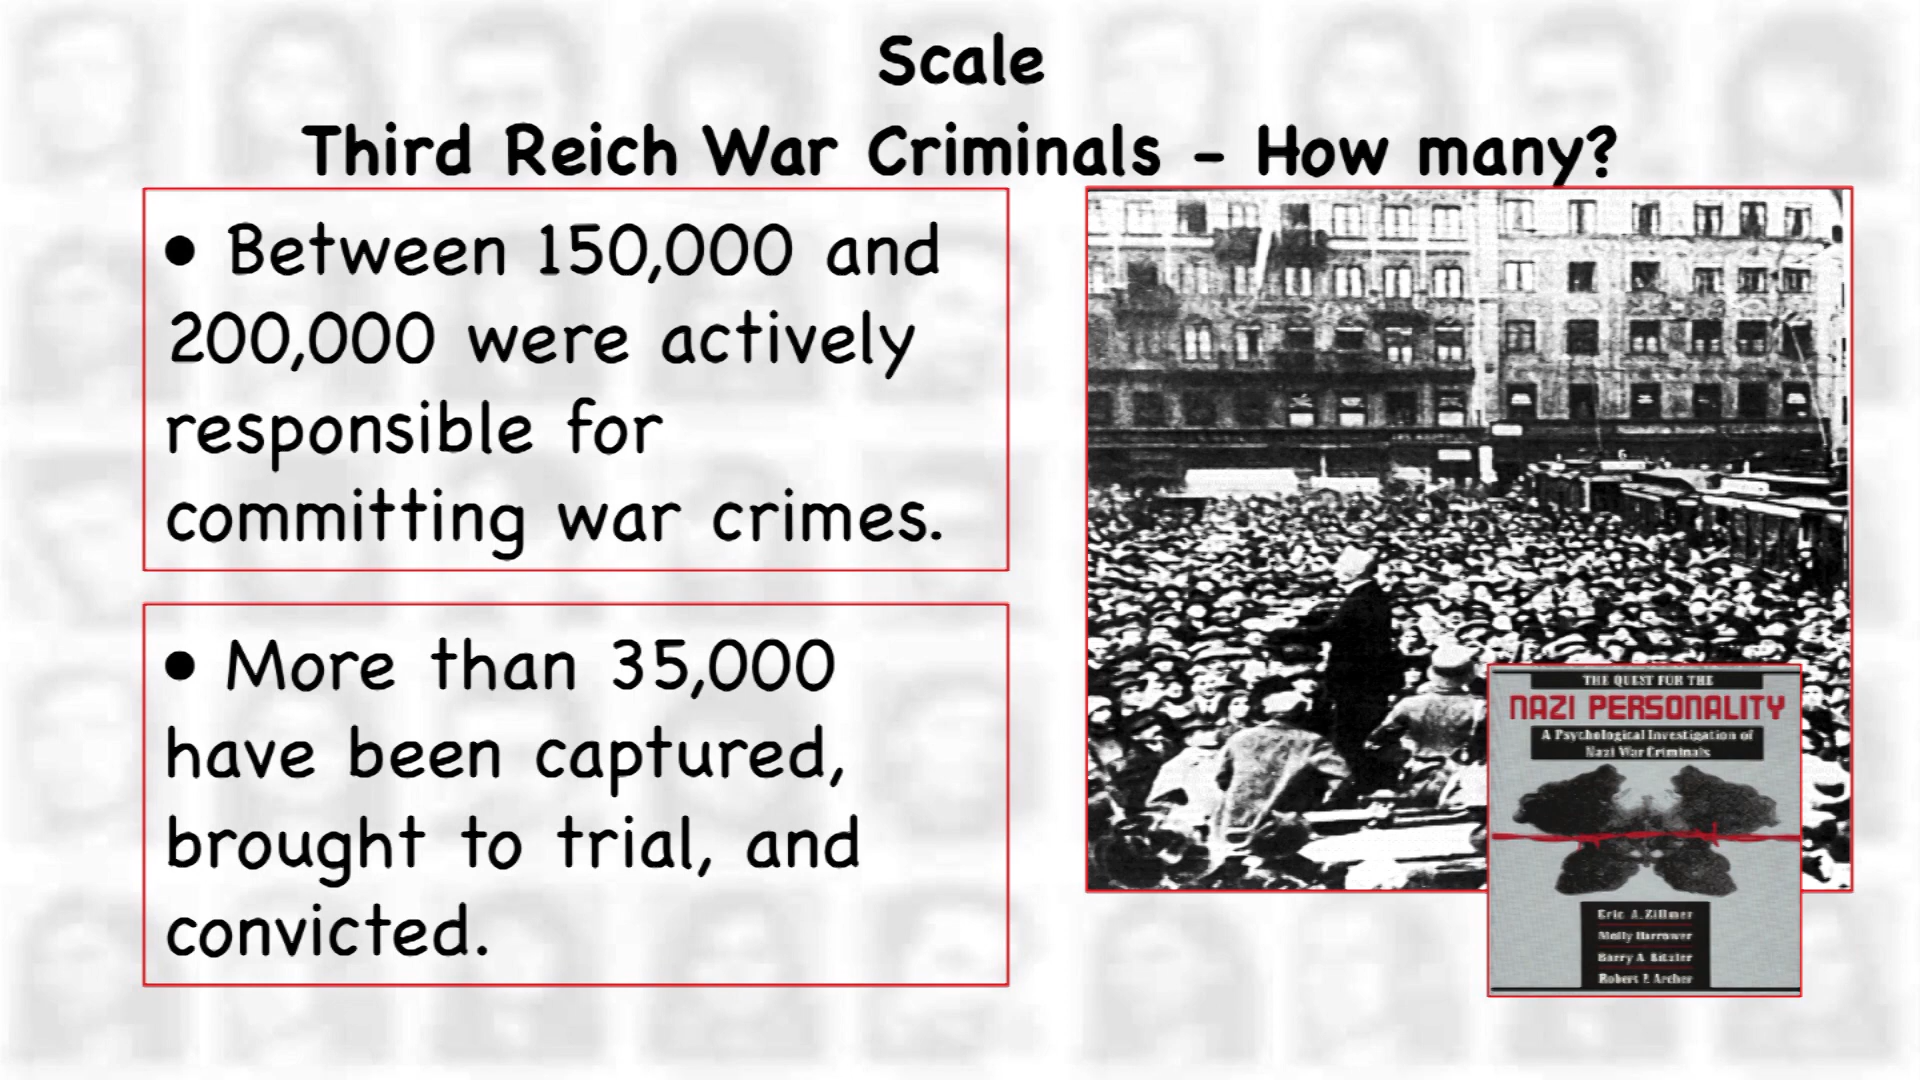 Scale
Third Reich War Criminals - How many?
• Between 150,000 and
200,000 were actively
responsible for
committing war crimes.
• More than 35,000
have been captured,
brought to trial, and
convicted.
THE QUEST FOR THE
NAZI PERSONALITY
A Psychological Investigation of
Nazi War Criminals
Eric A. Zillmer
Molly Harrower
Barry A. Ritzler
Robert P. Archer